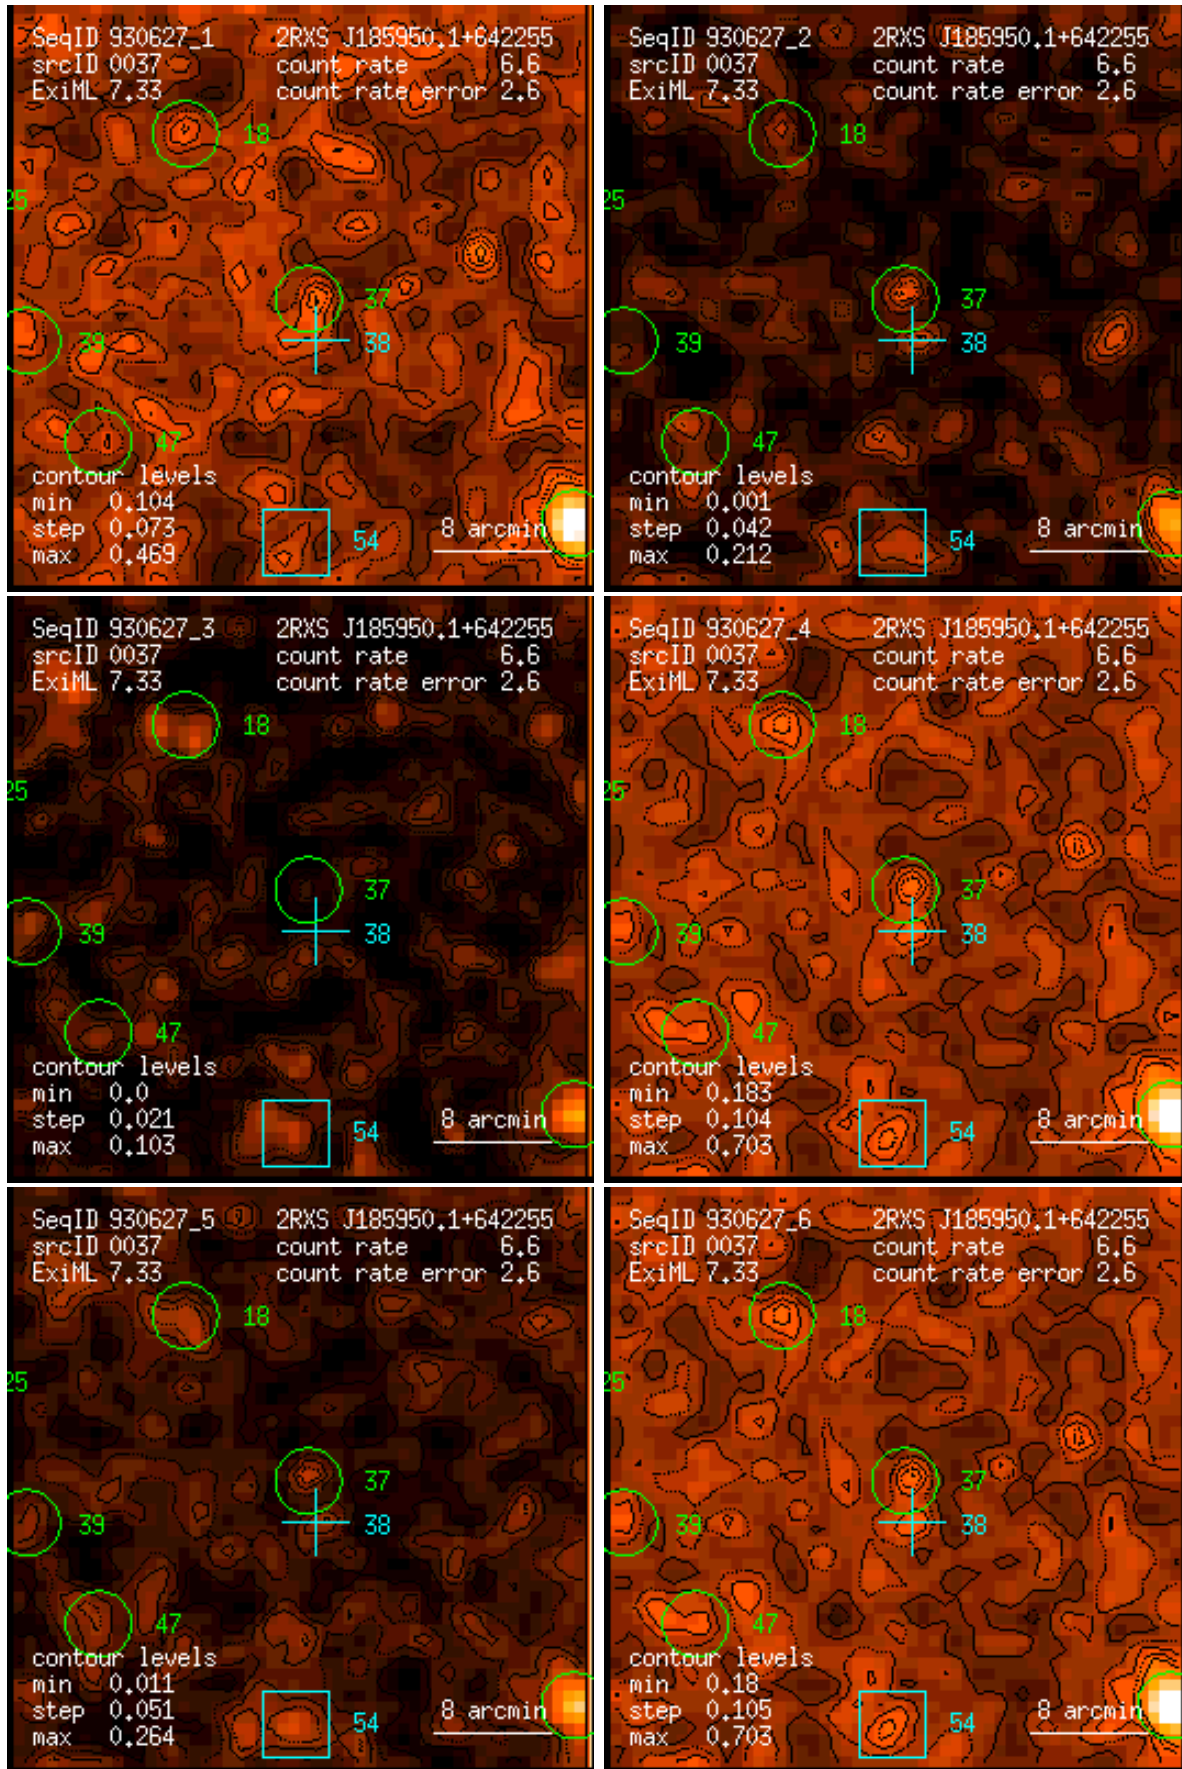 SeqID 930627_1 2RXS J185950.1+642255
srcID 0037 count rate 6.6
ExiML 7.33 count rate error 2.6
18
25
37
39 38
47
contour levels
min 0.104
step 0.073 8 arcmin
max 0.469 54
SeqID 930627_2 2RXS J185950.1+642255
srcID 0037 count rate 6.6
ExiML 7.33 count rate error 2.6
18
25
37
39 38
47
contour levels
min 0.001
step 0.042 8 arcmin
max 0.212 54
SeqID 930627_3 2RXS J185950.1+642255
srcID 0037 count rate 6.6
ExiML 7.33 count rate error 2.6
18
25
37
39 38
47
contour levels
min 0.0
step 0.021 8 arcmin
max 0.103 54
SeqID 930627_4 2RXS J185950.1+642255
srcID 0037 count rate 6.6
ExiML 7.33 count rate error 2.6
18
25
37
39 38
47
contour levels
min 0.183
step 0.104 8 arcmin
max 0.703 54
SeqID 930627_5 2RXS J185950.1+642255
srcID 0037 count rate 6.6
ExiML 7.33 count rate error 2.6
18
25
37
39 38
47
contour levels
min 0.011
step 0.051 8 arcmin
max 0.264 54
SeqID 930627_6 2RXS J185950.1+642255
srcID 0037 count rate 6.6
ExiML 7.33 count rate error 2.6
18
25
37
39 38
47
contour levels
min 0.18
step 0.105 8 arcmin
max 0.703 54